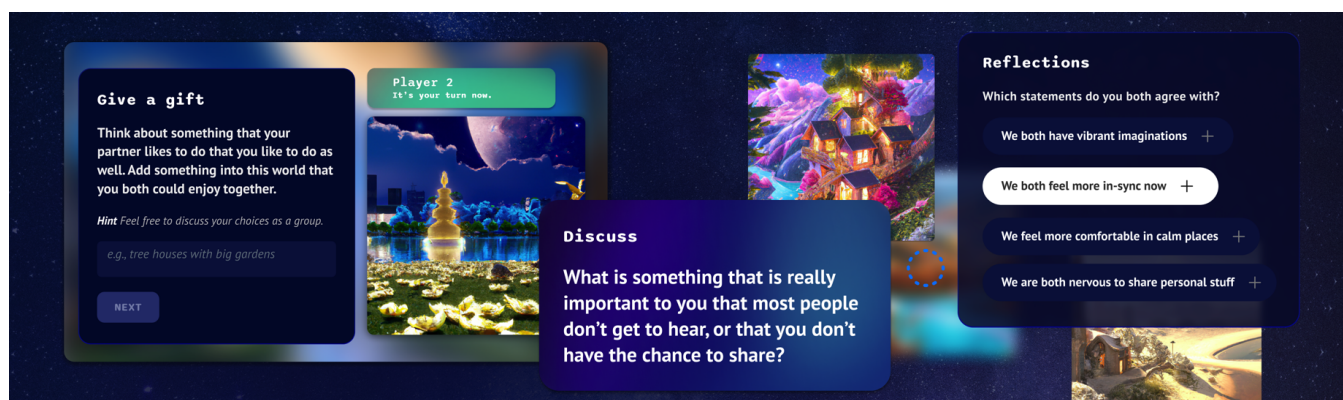 Give a gift
Think about something that your
partner likes to do that you like to do as
well. Add something into this world that
you both could enjoy together.
Hint Feel free to discuss your choices as a group.
e.g., tree houses with big gardens
NEXT
Player 2
It's your turn now.
Discuss
What is something that is really
important to you that most people
don’t get to hear, or that you don’t
have the chance to share?
Reflections
Which statements do you both agree with?
We both have vibrant imaginations +
We both feel more in-sync now +
We feel more comfortable in calm places +
We are both nervous to share personal stuff +